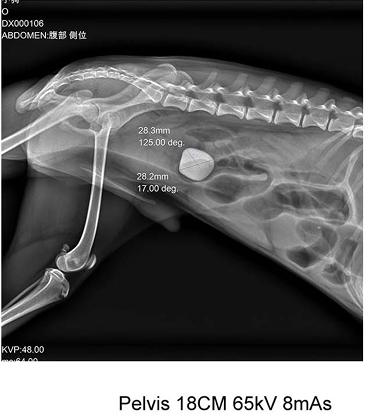 O
DX000106
ABDOMEN:腹部 側位
28.3mm
125.00 deg.
28.2mm
17.00 deg.
KVP:48.00
Pelvis 18CM 65kV 8mAs